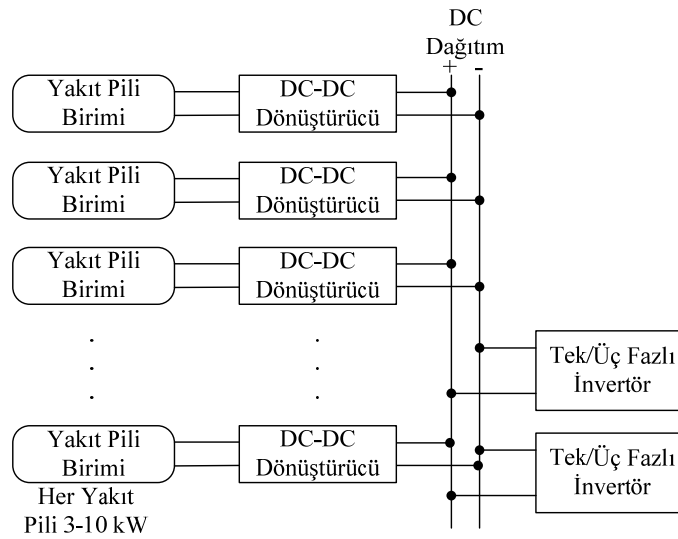 DC
Dağıtım
+ -
Yakıt Pili
Birimi
DC-DC
Dönüştürücü
Yakıt Pili
Birimi
DC-DC
Dönüştürücü
Yakıt Pili
Birimi
DC-DC
Dönüştürücü
Tek/Üç Fazlı
İnvertör
Yakıt Pili
Birimi
DC-DC
Dönüştürücü
Tek/Üç Fazlı
İnvertör
Her Yakıt
Pili 3-10 kW